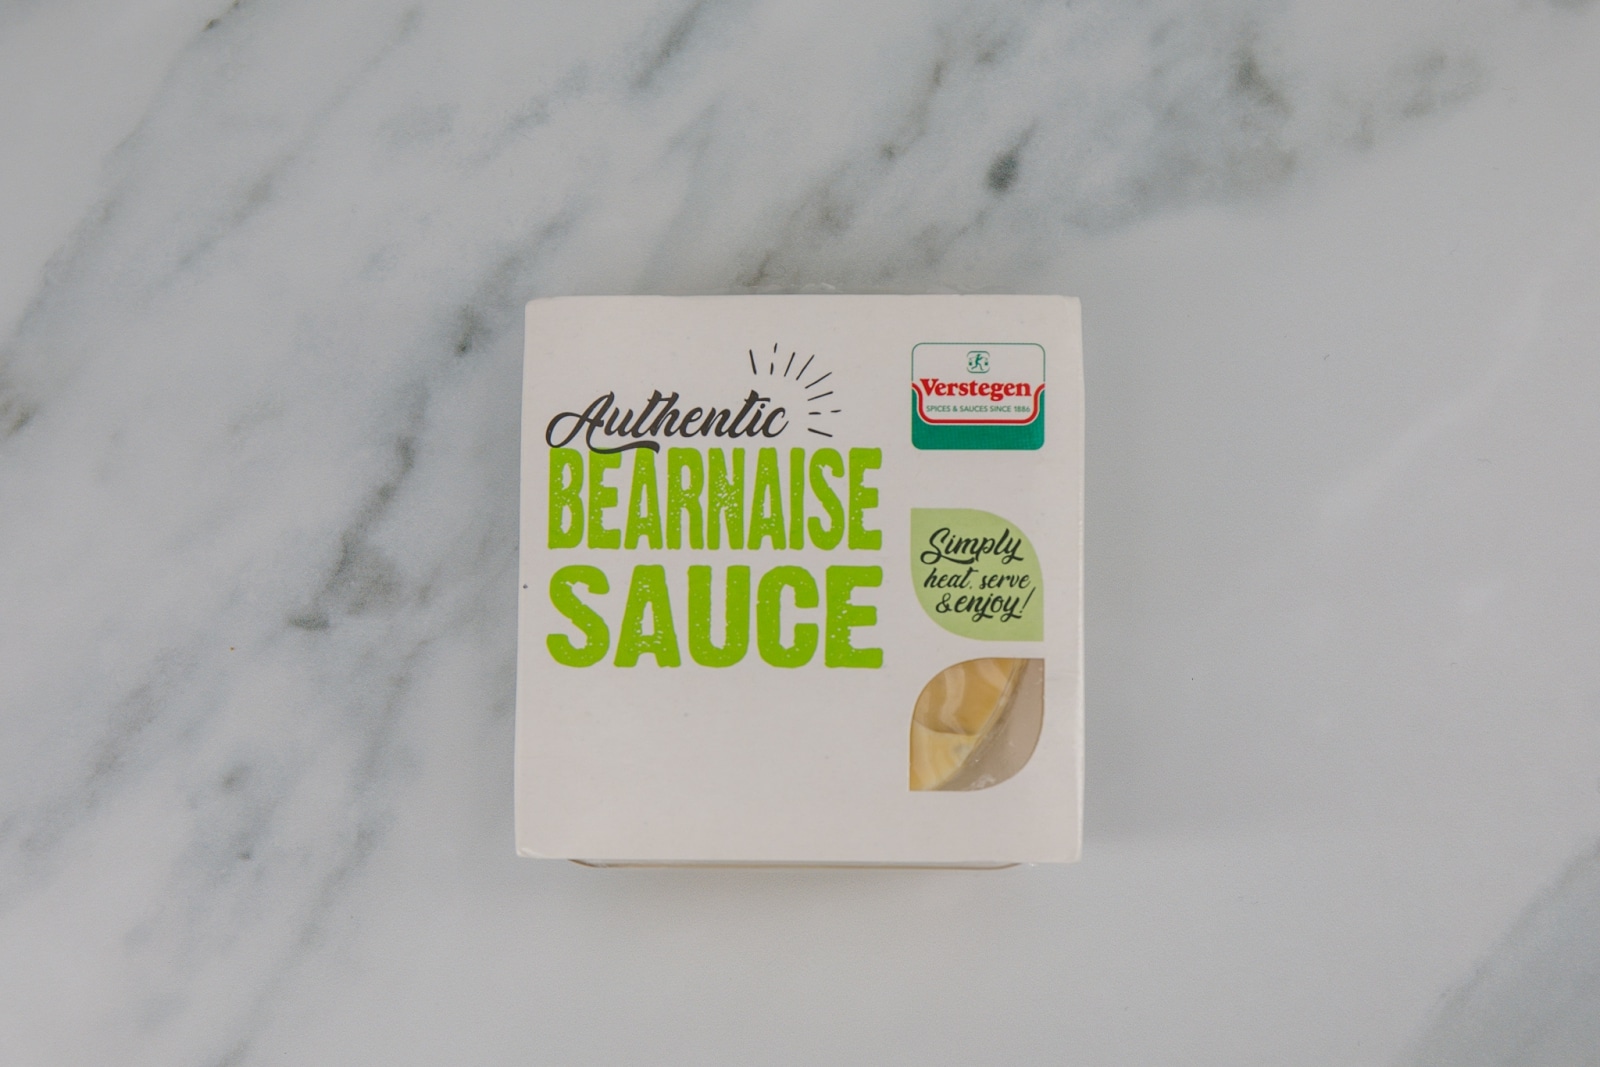 Authentic
BEARNAISE
SAUCE
Verstegen
SPICES & SAUCES SINCE 1886
Simply
heat, serve
& enjoy!